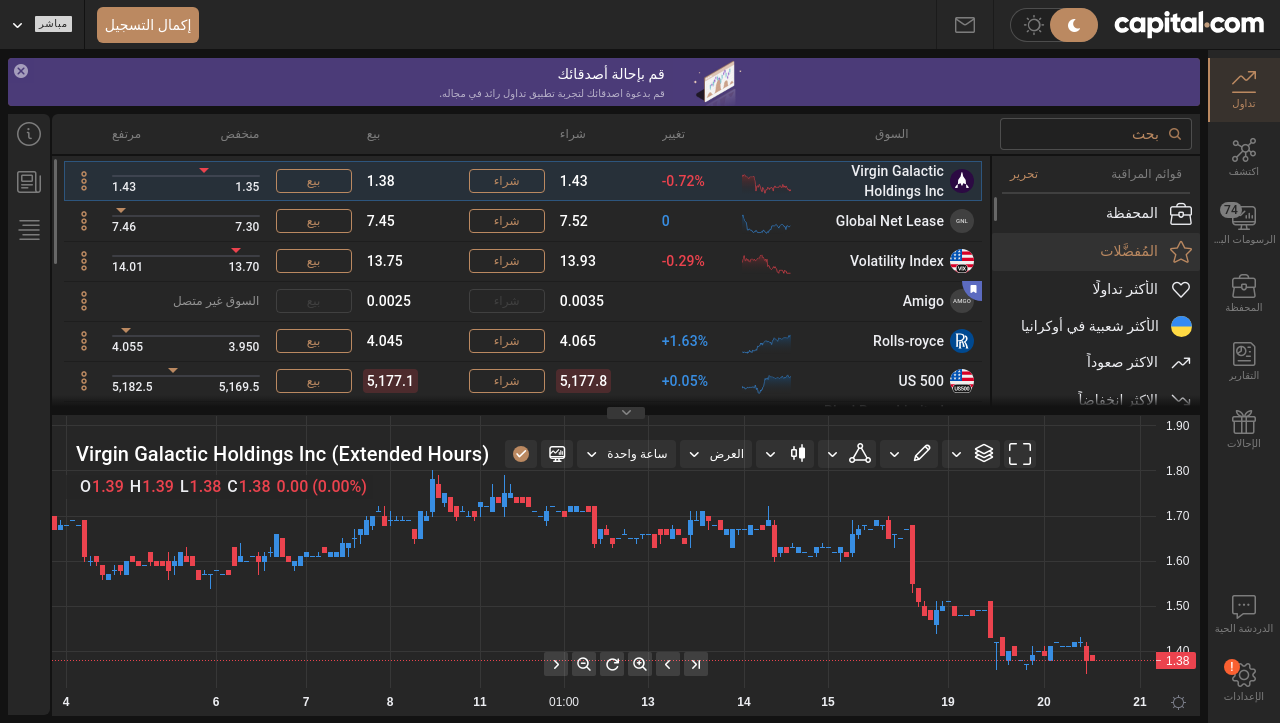 capital.com
إكمال التسجيل
مباشر
قم بإحالة أصدقائك
قم بدعوة اصدقائك لتجربة تطبيق تداول رائد في مجاله.
تداول
اكتشف
74
الرسومات الب...
المحفظة
التقارير
الإحالات
الدردشة الحية
!
الإعدادات
بحث
قوائم المراقبة
تحرير
المحفظة
المُفضَّلات
الأكثر تداولًا
الأكثر شعبية في أوكرانيا
الاكثر صعوداً
الاكثر انخفاضاً
السوق
تغيير
شراء
بيع
منخفض
مرتفع
Virgin Galactic
Holdings Inc
-0.72%
1.43
شراء
1.38
بيع
1.35
1.43
GNL
Global Net Lease
0
7.52
شراء
7.45
بيع
7.30
7.46
VIX
Volatility Index
-0.29%
13.93
شراء
13.75
بيع
13.70
14.01
AMGO
Amigo
0.0035
شراء
0.0025
بيع
السوق غير متصل
Rolls-royce
+1.63%
4.065
شراء
4.045
بيع
3.950
4.055
US500
US 500
+0.05%
5,177.8
شراء
5,177.1
بيع
5,169.5
5,182.5
Virgin Galactic Holdings Inc (Extended Hours)
ساعة واحدة
العرض
O1.39 H1.39 L1.38 C1.38 0.00 (0.00%)
1.90
1.80
1.70
1.60
1.50
1.40
1.38
4
6
7
8
11
01:00
13
14
15
19
20
21